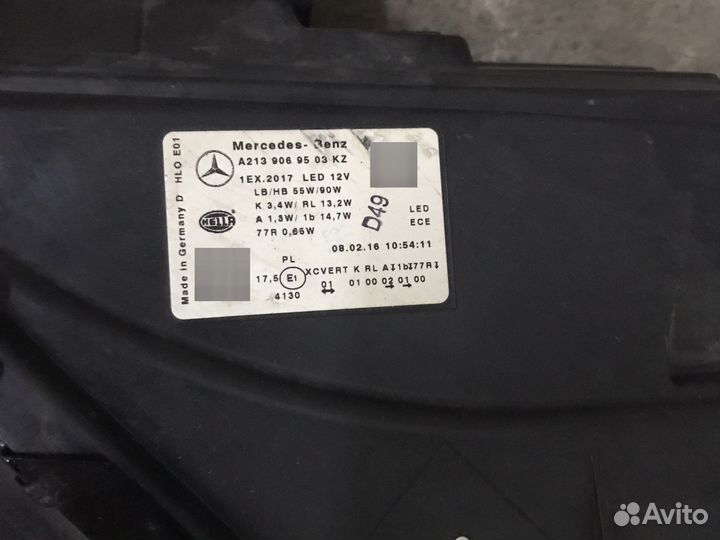 Mercedes-Benz
A213 906 95 03 KZ
1EX.2017 LED 12V
LB/HB 55W/90W
K 3,4W/ RL 13,2W
A 1,3W/ 1b 14,7W
77R 0,66W
D49
LED
ECE
08.02.16 10:54:11
HELLA
Made in Germany D HLO E01
PL
17,5 E1 XCVERT K RL A↧1b↧77R↧
4130 01 01 00 02 01 00
Avito